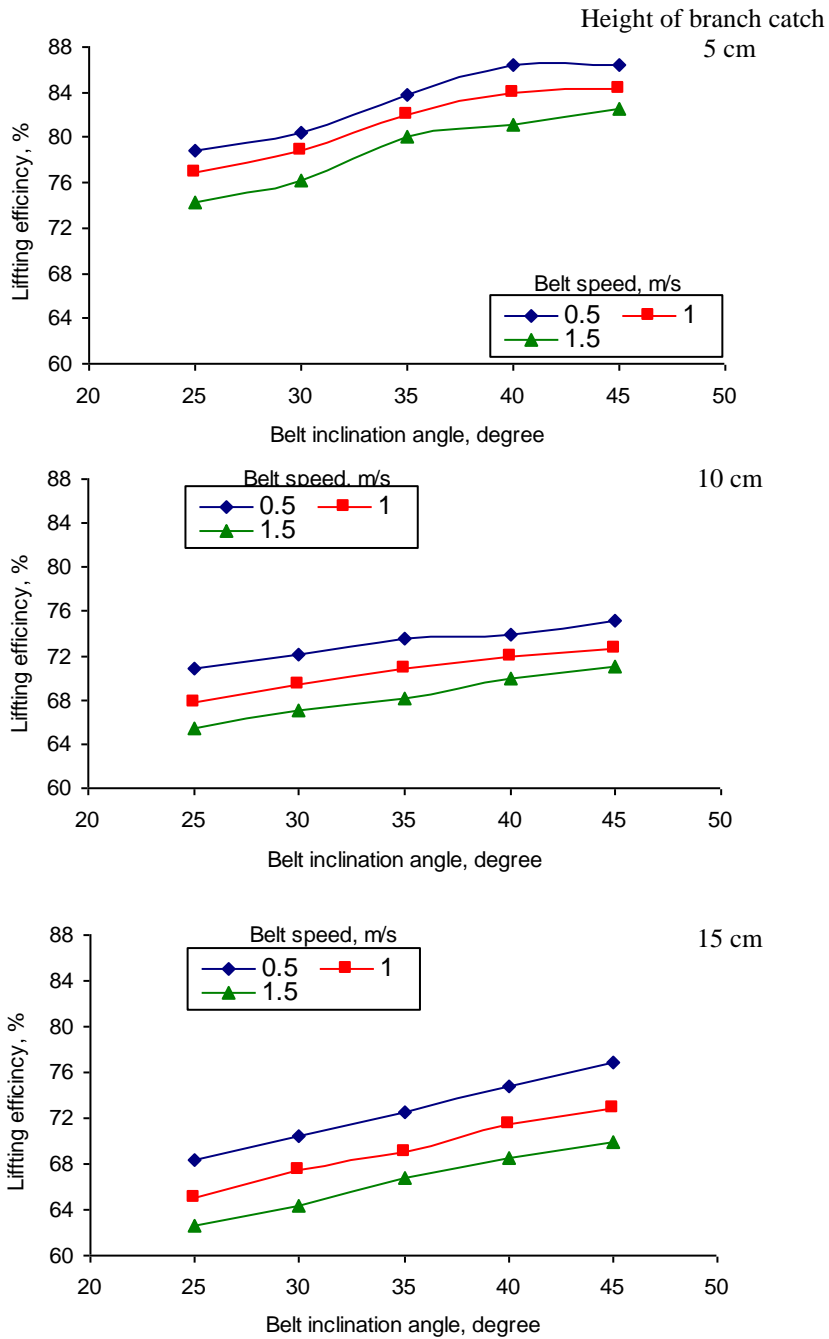 Height of branch catch
5 cm
88
84
80
76
72
68
64
60
Liffting efficincy, %
Belt speed, m/s
0.5 1
1.5
20 25 30 35 40 45 50
Belt inclination angle, degree
10 cm
88
84
80
76
72
68
64
60
Liffting efficincy, %
Belt speed, m/s
0.5 1
1.5
20 25 30 35 40 45 50
Belt inclination angle, degree
15 cm
88
84
80
76
72
68
64
60
Liffting efficincy, %
Belt speed, m/s
0.5 1
1.5
20 25 30 35 40 45 50
Belt inclination angle, degree